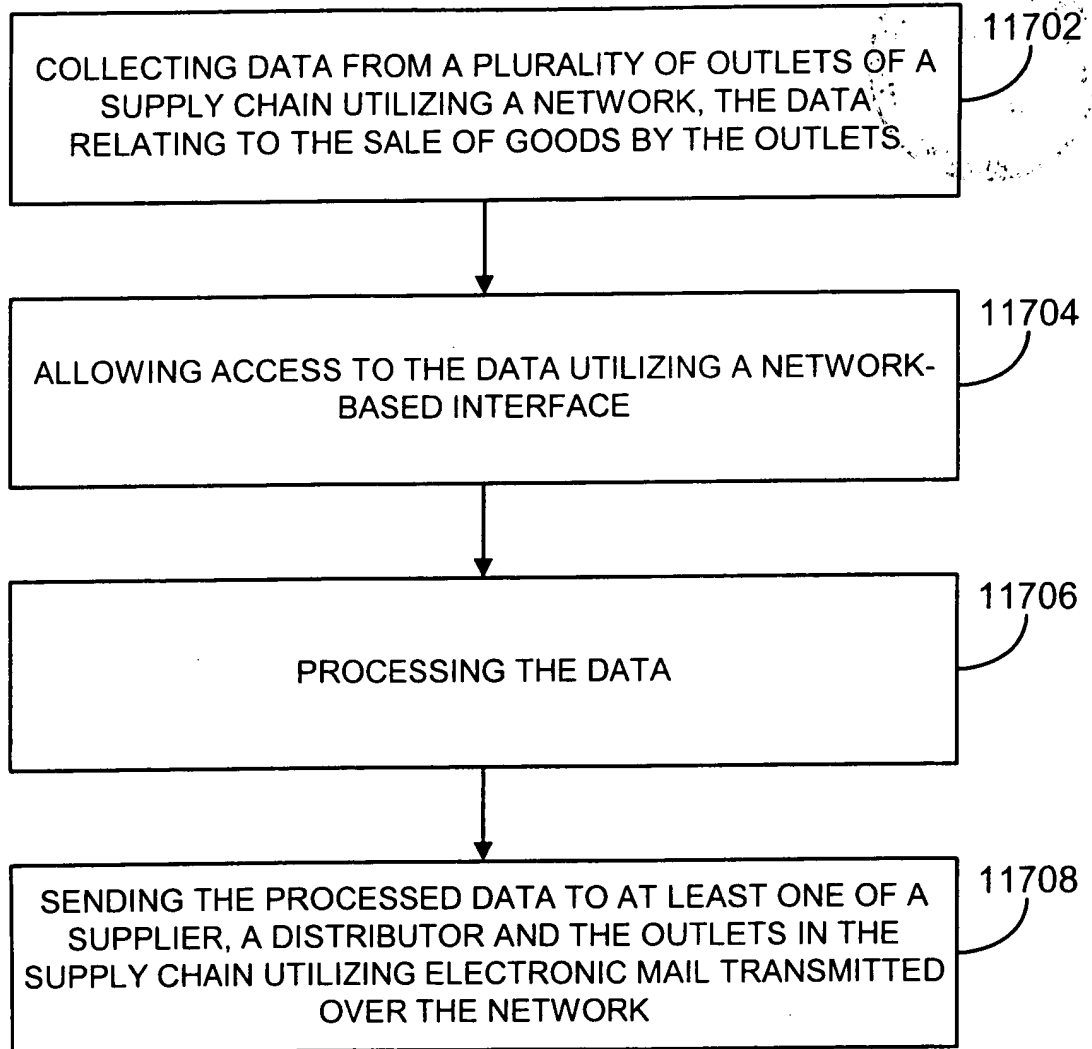 11702
COLLECTING DATA FROM A PLURALITY OF OUTLETS OF A
SUPPLY CHAIN UTILIZING A NETWORK, THE DATA
RELATING TO THE SALE OF GOODS BY THE OUTLETS
11704
ALLOWING ACCESS TO THE DATA UTILIZING A NETWORK-
BASED INTERFACE
11706
PROCESSING THE DATA
11708
SENDING THE PROCESSED DATA TO AT LEAST ONE OF A
SUPPLIER, A DISTRIBUTOR AND THE OUTLETS IN THE
SUPPLY CHAIN UTILIZING ELECTRONIC MAIL TRANSMITTED
OVER THE NETWORK